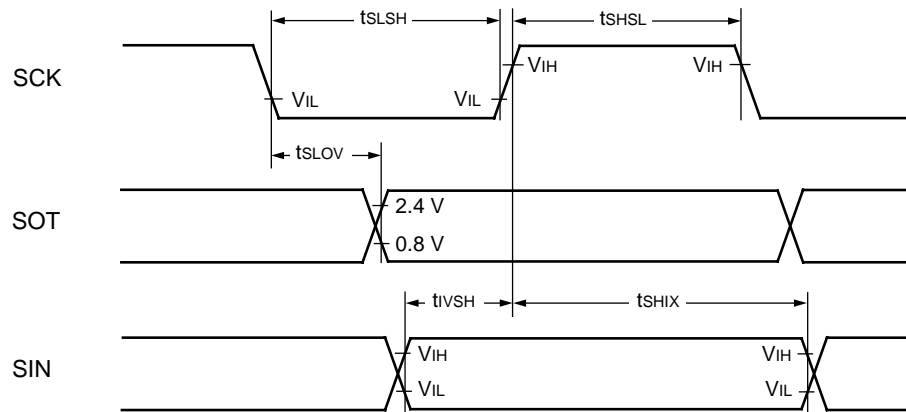 tSLSH
tSHSL
SCK
VIL
VIL
VIH
VIH
tSLOV
SOT
2.4 V
0.8 V
tIVSH
tSHIX
SIN
VIH
VIL
VIH
VIL